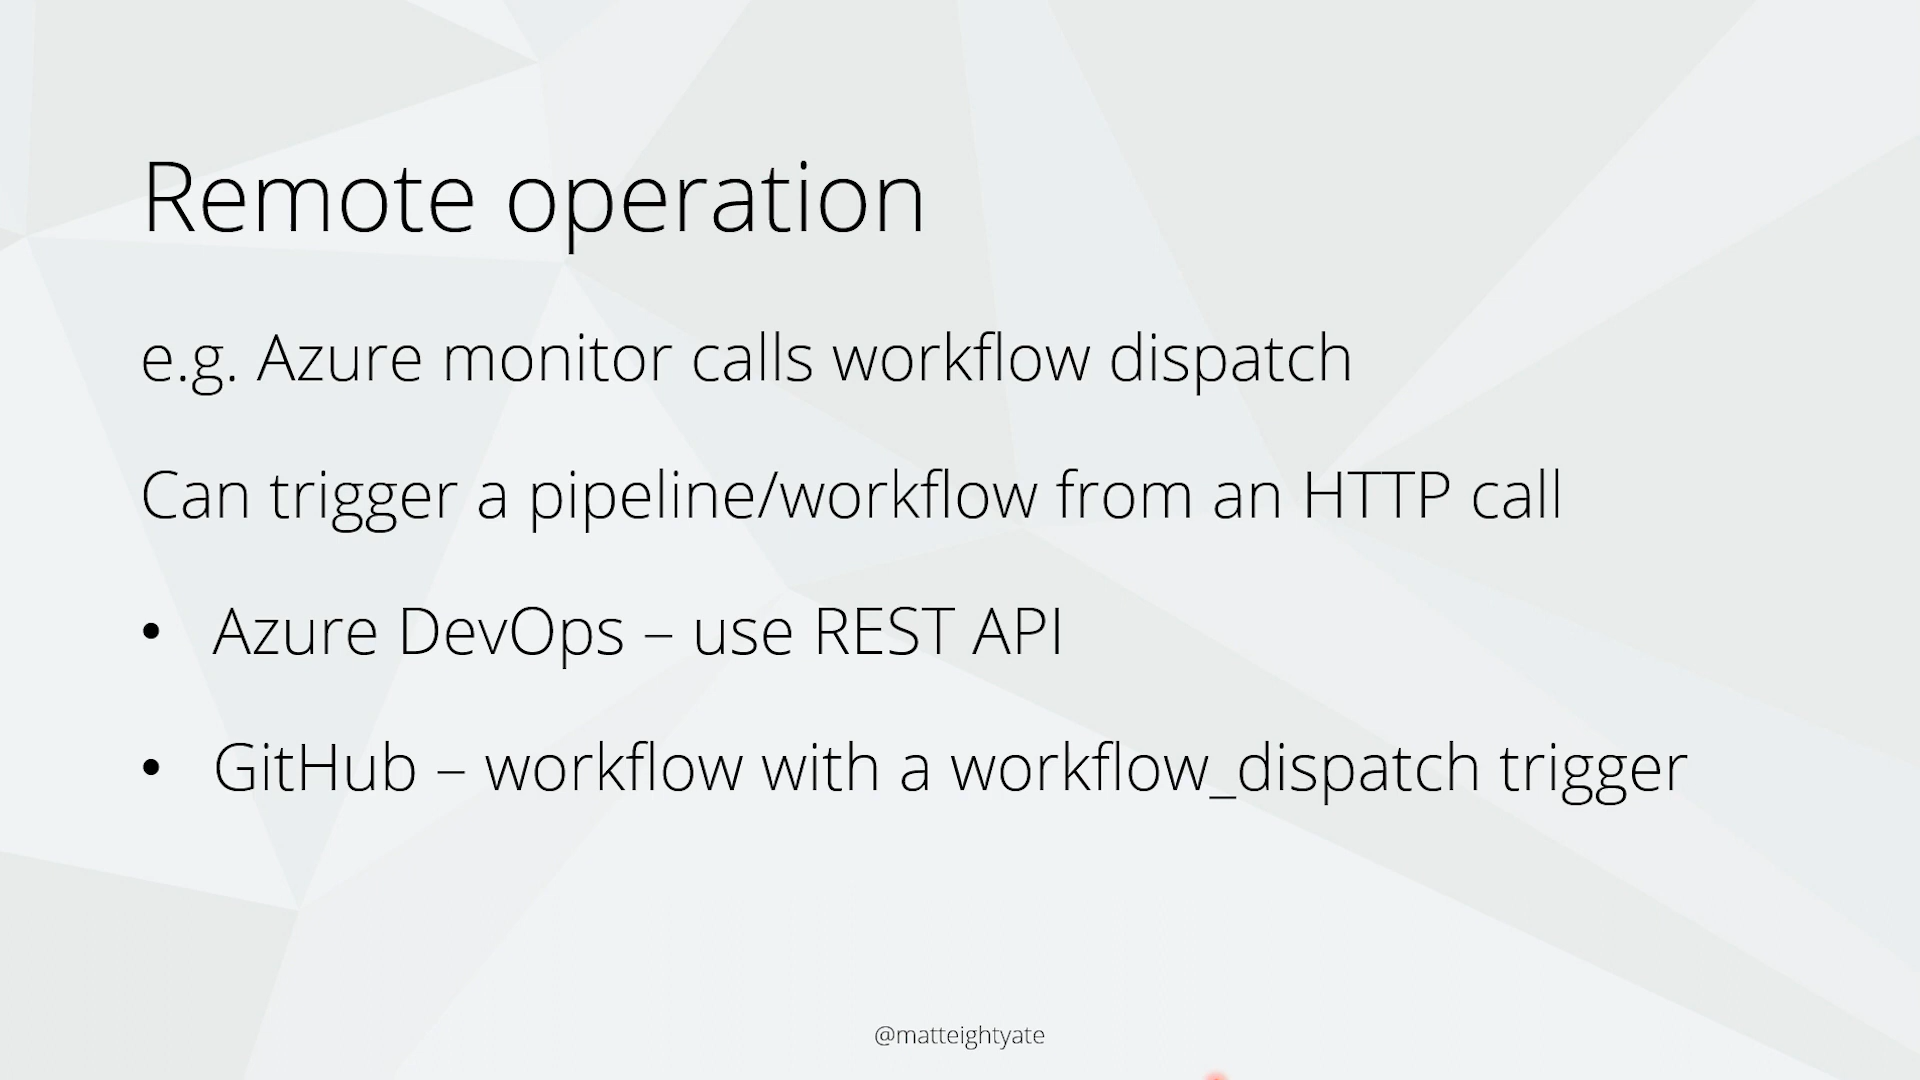 Remote operation
e.g. Azure monitor calls workflow dispatch
Can trigger a pipeline/workflow from an HTTP call
• Azure DevOps – use REST API
• GitHub – workflow with a workflow_dispatch trigger
@matteightyate